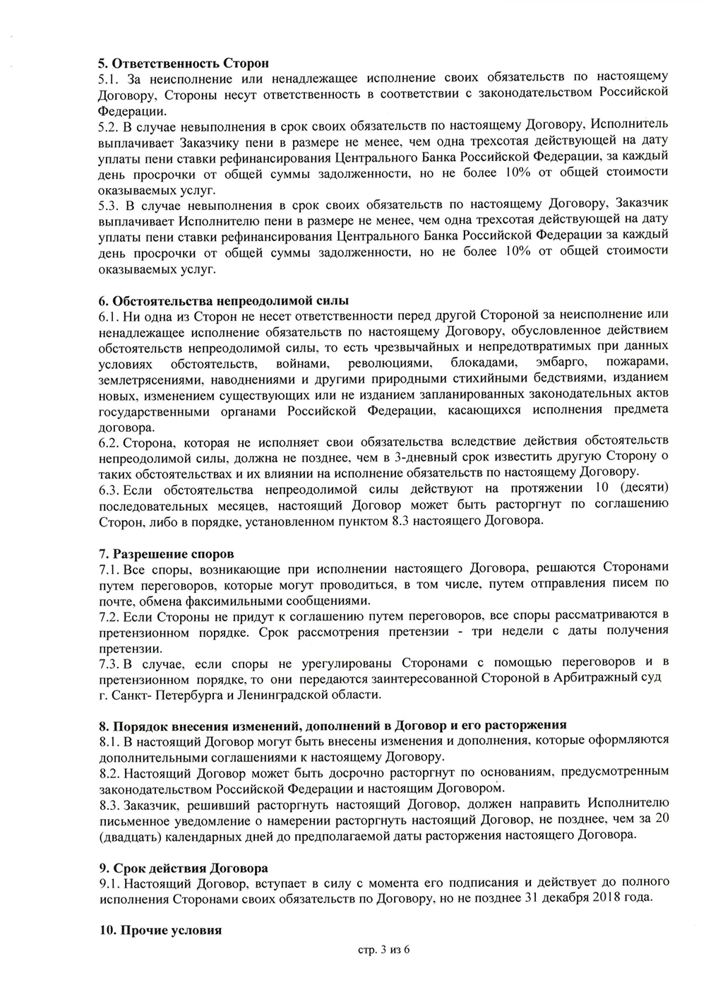 5. Ответственность Сторон
5.1. За неисполнение или ненадлежащее исполнение своих обязательств по настоящему
Договору, Стороны несут ответственность в соответствии с законодательством Российской
Федерации.
5.2. В случае невыполнения в срок своих обязательств по настоящему Договору, Исполнитель
выплачивает Заказчику пени в размере не менее, чем одна трехсотая действующей на дату
уплаты пени ставки рефинансирования Центрального Банка Российской Федерации, за каждый
день просрочки от общей суммы задолженности, но не более 10% от общей стоимости
оказываемых услуг.
5.3. В случае невыполнения в срок своих обязательств по настоящему Договору, Заказчик
выплачивает Исполнителю пени в размере не менее, чем одна трехсотая действующей на дату
уплаты пени ставки рефинансирования Центрального Банка Российской Федерации за каждый
день просрочки от общей суммы задолженности, но не более 10% от общей стоимости
оказываемых услуг.
6. Обстоятельства непреодолимой силы
6.1. Ни одна из Сторон не несет ответственности перед другой Стороной за неисполнение или
ненадлежащее исполнение обязательств по настоящему Договору, обусловленное действием
обстоятельств непреодолимой силы, то есть чрезвычайных и непредотвратимых при данных
условиях обстоятельств, войнами, революциями, блокадами, эмбарго, пожарами,
землетрясениями, наводнениями и другими природными стихийными бедствиями, изданием
новых, изменением существующих или не изданием запланированных законодательных актов
государственными органами Российской Федерации, касающихся исполнения предмета
договора.
6.2. Сторона, которая не исполняет свои обязательства вследствие действия обстоятельств
непреодолимой силы, должна не позднее, чем в 3-дневный срок известить другую Сторону о
таких обстоятельствах и их влиянии на исполнение обязательств по настоящему Договору.
6.3. Если обстоятельства непреодолимой силы действуют на протяжении 10 (десяти)
последовательных месяцев, настоящий Договор может быть расторгнут по соглашению
Сторон, либо в порядке, установленном пунктом 8.3 настоящего Договора.
7. Разрешение споров
7.1. Все споры, возникающие при исполнении настоящего Договора, решаются Сторонами
путем переговоров, которые могут проводиться, в том числе, путем отправления писем по
почте, обмена факсимильными сообщениями.
7.2. Если Стороны не придут к соглашению путем переговоров, все споры рассматриваются в
претензионном порядке. Срок рассмотрения претензии - три недели с даты получения
претензии.
7.3. В случае, если споры не урегулированы Сторонами с помощью переговоров и в
претензионном порядке, то они передаются заинтересованной Стороной в Арбитражный суд
г. Санкт- Петербурга и Ленинградской области.
8. Порядок внесения изменений, дополнений в Договор и его расторжения
8.1. В настоящий Договор могут быть внесены изменения и дополнения, которые оформляются
дополнительными соглашениями к настоящему Договору.
8.2. Настоящий Договор может быть досрочно расторгнут по основаниям, предусмотренным
законодательством Российской Федерации и настоящим Договором.
8.3. Заказчик, решивший расторгнуть настоящий Договор, должен направить Исполнителю
письменное уведомление о намерении расторгнуть настоящий Договор, не позднее, чем за 20
(двадцать) календарных дней до предполагаемой даты расторжения настоящего Договора.
9. Срок действия Договора
9.1. Настоящий Договор, вступает в силу с момента его подписания и действует до полного
исполнения Сторонами своих обязательств по Договору, но не позднее 31 декабря 2018 года.
10. Прочие условия
стр. 3 из 6